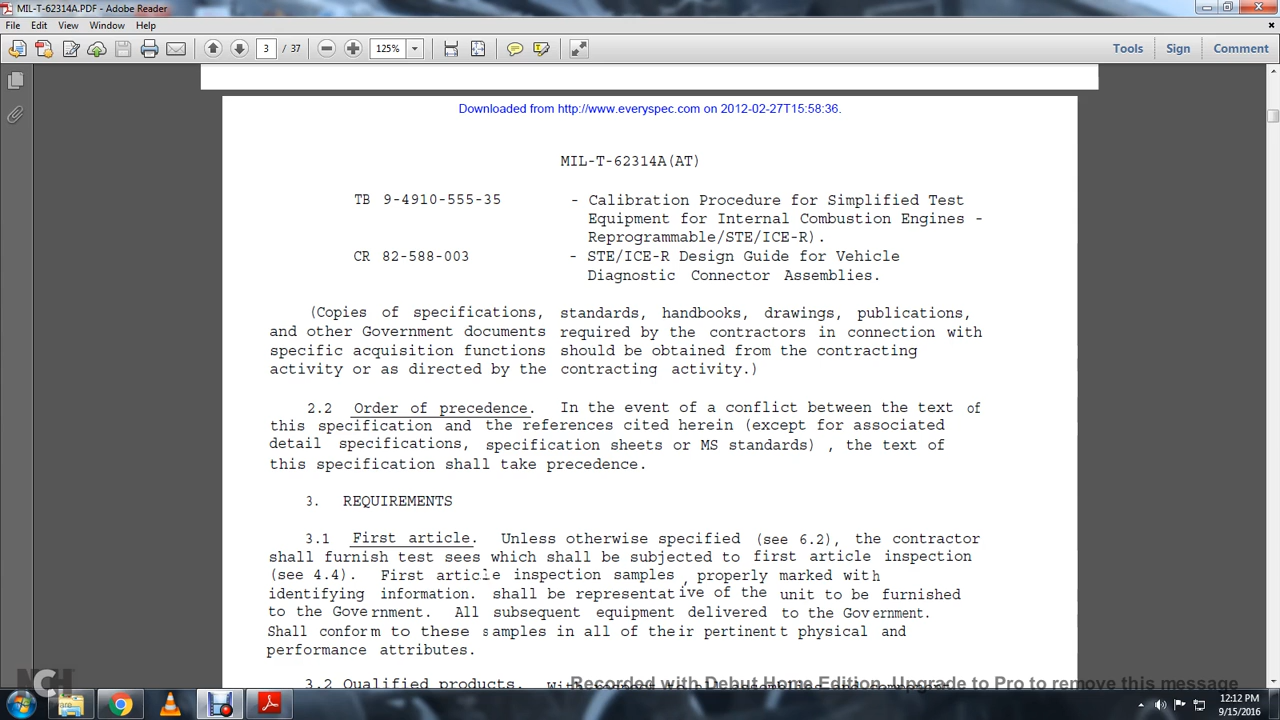 MIL-T-62314A.PDF - Adobe Reader
File Edit View Window Help
3 / 37 125% Tools Sign Comment
Downloaded from http://www.everyspec.com on 2012-02-27T15:58:36.
MIL-T-62314A(AT)
TB 9-4910-555-35 - Calibration Procedure for Simplified Test
Equipment for Internal Combustion Engines -
Reprogrammable/STE/ICE-R).
CR 82-588-003 - STE/ICE-R Design Guide for Vehicle
Diagnostic Connector Assemblies.
(Copies of specifications, standards, handbooks, drawings, publications,
and other Government documents required by the contractors in connection with
specific acquisition functions should be obtained from the contracting
activity or as directed by the contracting activity.)
2.2 Order of precedence. In the event of a conflict between the text of
this specification and the references cited herein (except for associated
detail specifications, specification sheets or MS standards) , the text of
this specification shall take precedence.
3. REQUIREMENTS
3.1 First article. Unless otherwise specified (see 6.2), the contractor
shall furnish test sees which shall be subjected to first article inspection
(see 4.4). First article inspection samples , properly marked with
identifying information. shall be representative of the unit to be furnished
to the Government. All subsequent equipment delivered to the Government.
Shall conform to these samples in all of their pertinent t physical and
performance attributes.
3.2 Qualified products.
Recorded with Debut Home Edition. Upgrade to Pro to remove this message
NCH
12:12 PM
9/15/2016